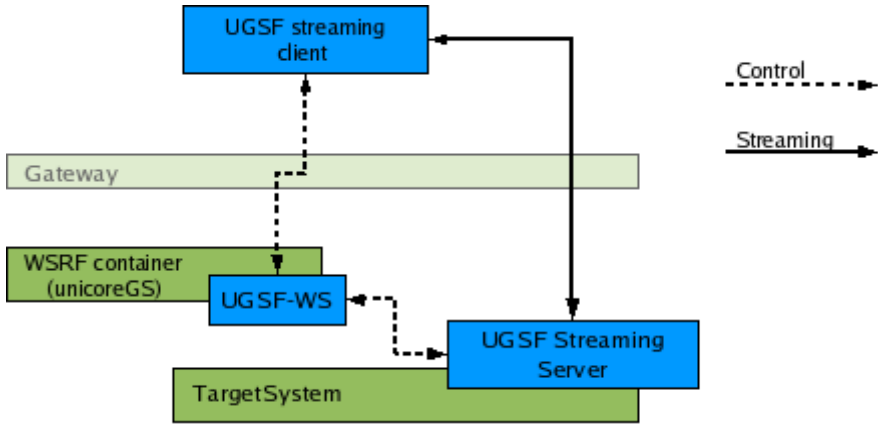 UGSF streaming
client
Control
Streaming
Gateway
WSRF container
(unicoreGS)
UGSF-WS
UGSF Streaming
Server
TargetSystem